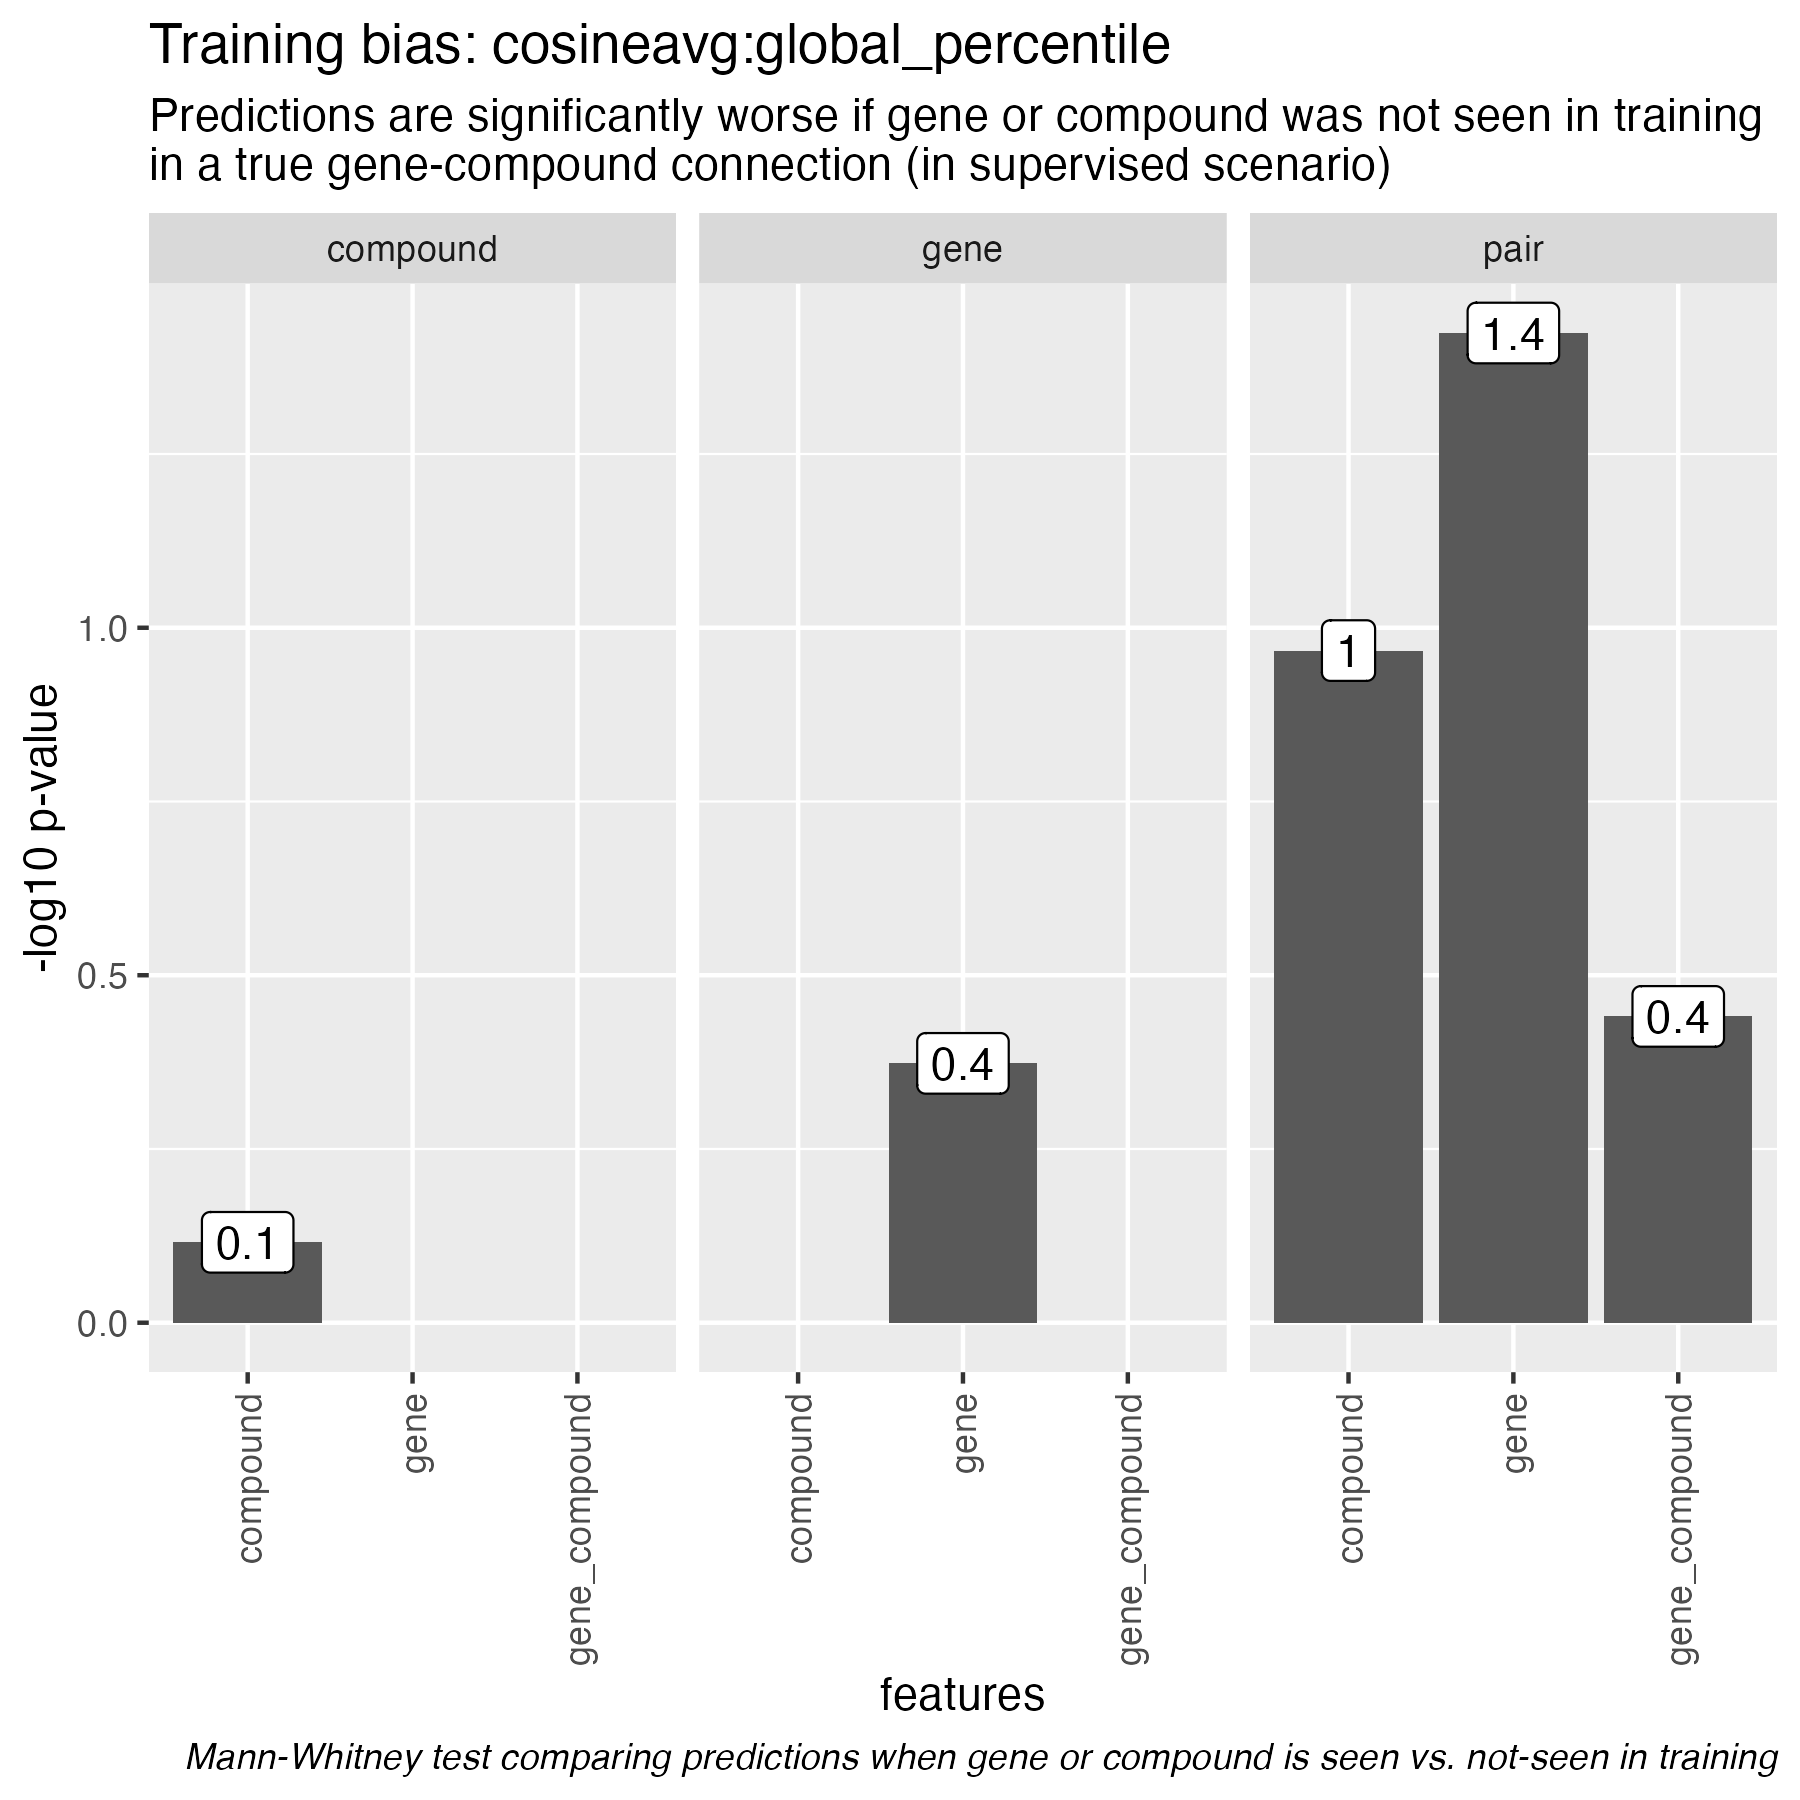 Training bias: cosineavg:global_percentile
Predictions are significantly worse if gene or compound was not seen in training
in a true gene-compound connection (in supervised scenario)
compound
gene
pair
-log10 p-value
1.0
0.5
0.0
0.1
0.4
1
1.4
0.4
compound
gene
gene_compound
compound
gene
gene_compound
compound
gene
gene_compound
features
Mann-Whitney test comparing predictions when gene or compound is seen vs. not-seen in training